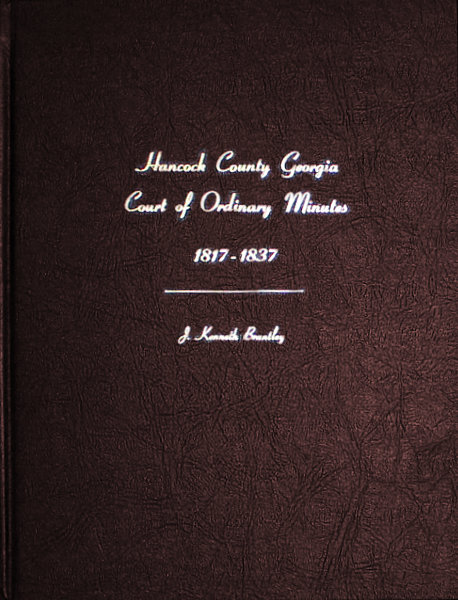 Hancock County Georgia
Court of Ordinary Minutes
1817-1837
J. Kenneth Brantley